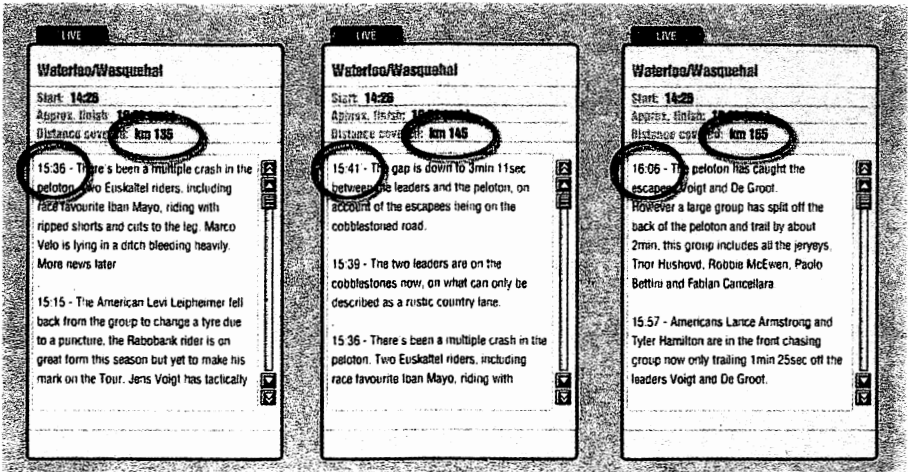 LIVE
Waterloo/Wasquehal
Start: 14:25
Approx. finish:
Distance covered: km 135
15:36 - There's been a multiple crash in the
peloton. Two Euskaltel riders, including
race favourite Iban Mayo, riding with
ripped shorts and cuts to the leg. Marco
Velo is lying in a ditch bleeding heavily.
More news later
15:15 - The American Levi Leipheimer fell
back from the group to change a tyre due
to a puncture, the Rabobank rider is on
great form this season but yet to make his
mark on the Tour. Jens Voigt has tactically
LIVE
Waterloo/Wasquehal
Start: 14:25
Approx. finish:
Distance covered: km 145
15:41 - The gap is down to 3min 11sec
between the leaders and the peloton, on
account of the escapees being on the
cobblestoned road.
15:39 - The two leaders are on the
cobblestones now, on what can only be
described as a rustic country lane.
15:36 - There's been a multiple crash in the
peloton. Two Euskaltel riders, including
race favourite Iban Mayo, riding with
LIVE
Waterloo/Wasquehal
Start: 14:25
Approx. finish:
Distance covered: km 165
16:06 - The peloton has caught the
escapees Voigt and De Groot.
However a large group has split off the
back of the peloton and trail by about
2min, this group includes all the jerseys,
Thor Hushovd, Robbie McEwen, Paolo
Bettini and Fabian Cancellara
15.57 - Americans Lance Armstrong and
Tyler Hamilton are in the front chasing
group now only trailing 1min 25sec off the
leaders Voigt and De Groot.